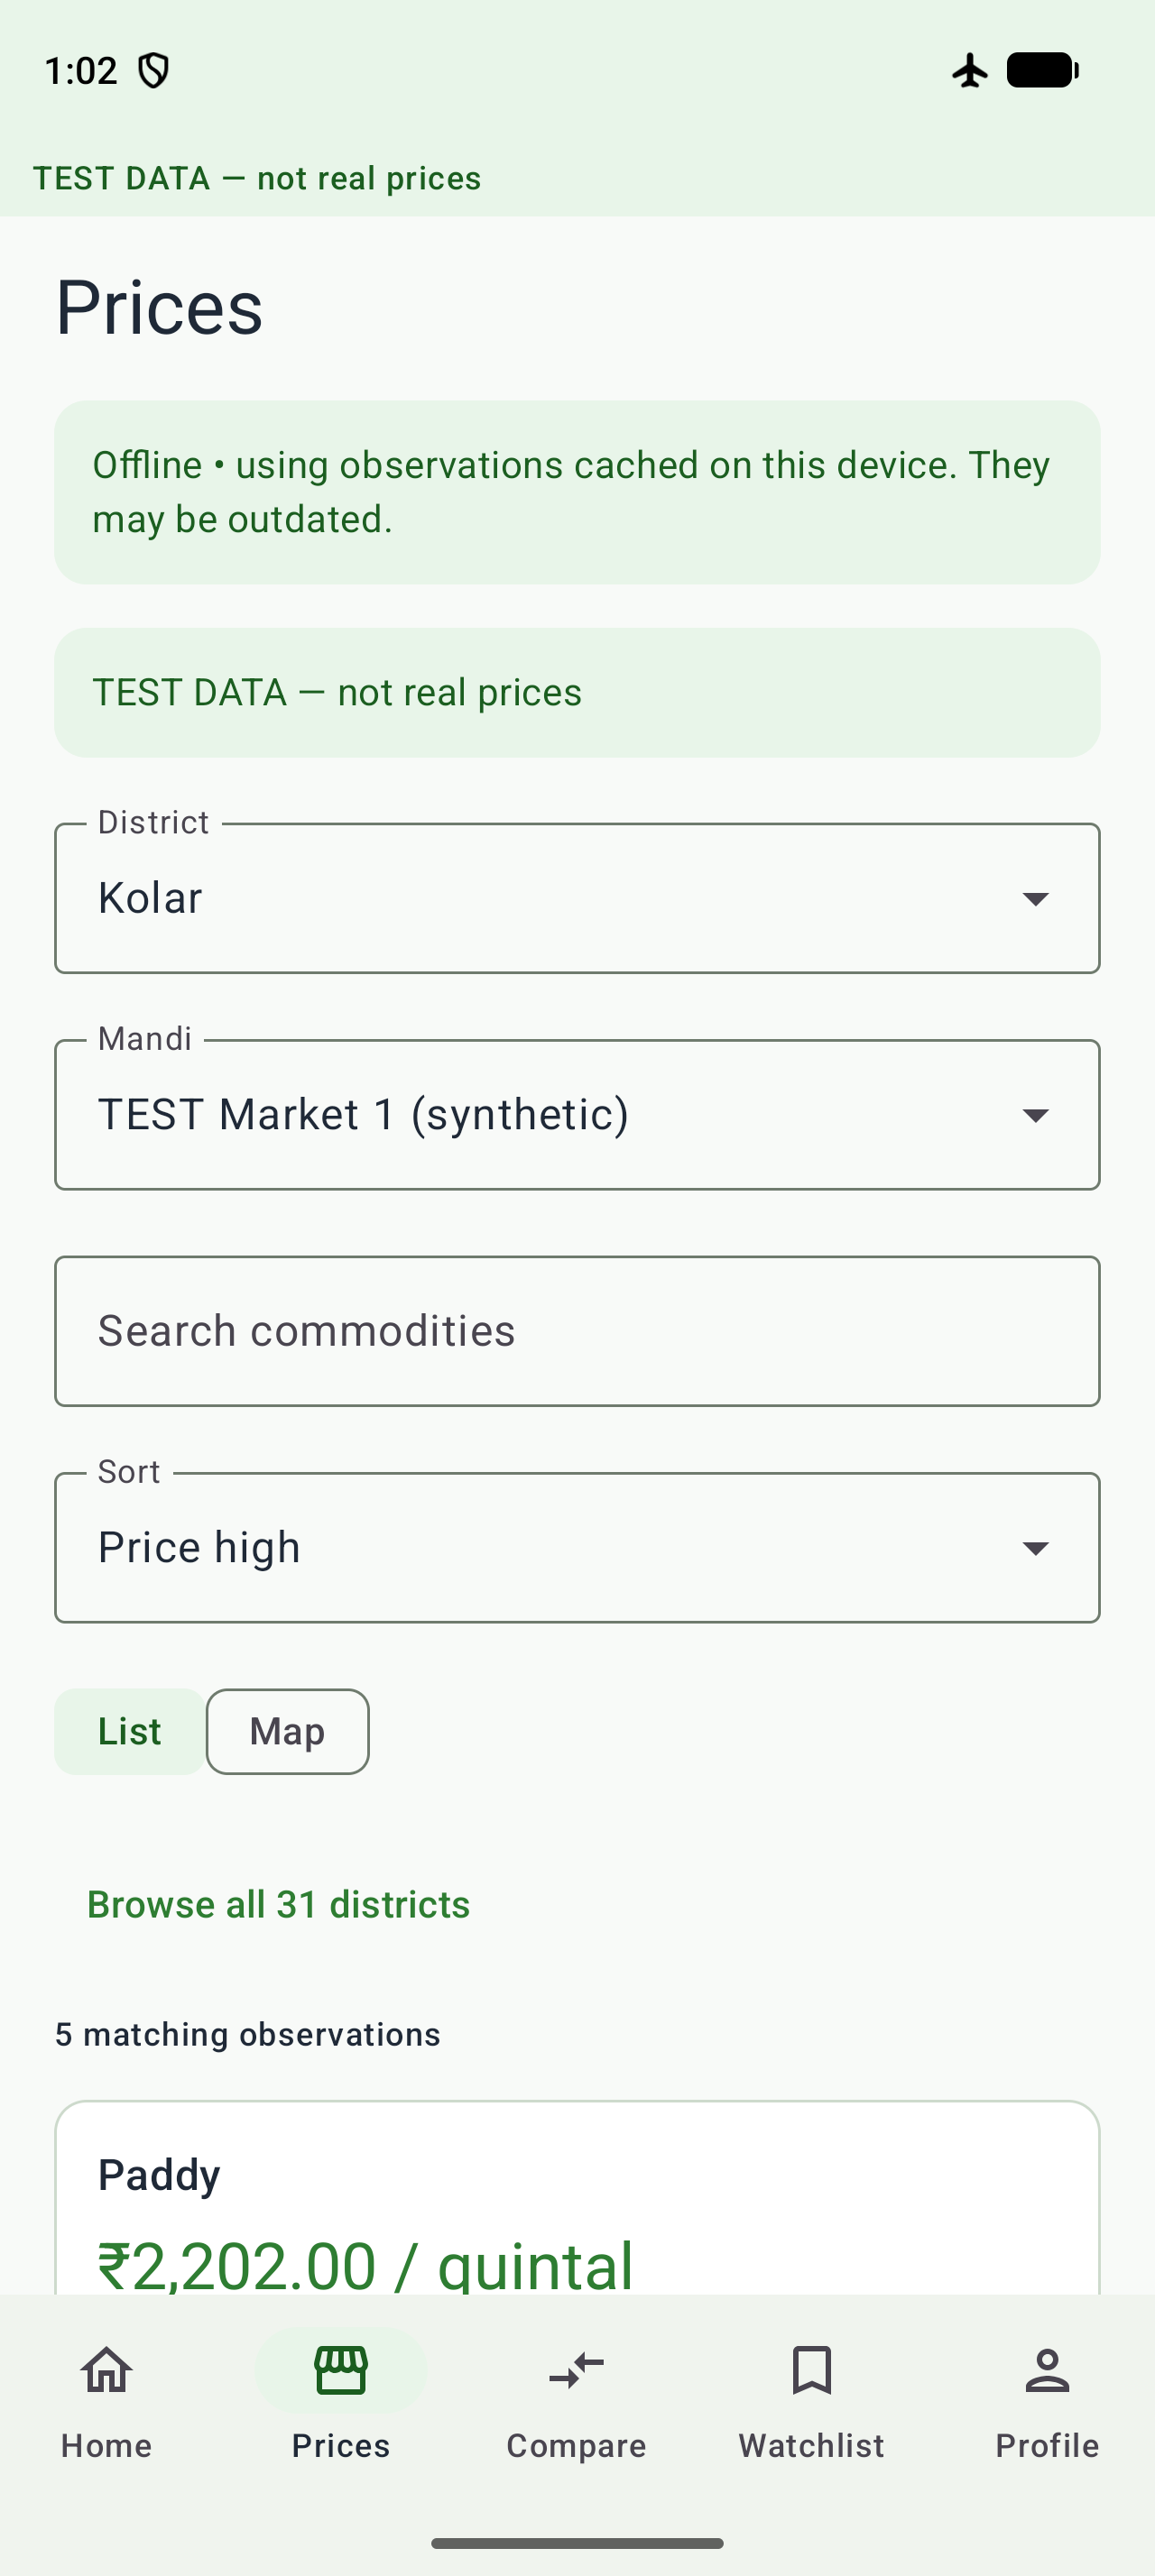 1:02
TEST DATA — not real prices
Prices
Offline • using observations cached on this device. They
may be outdated.
TEST DATA — not real prices
District
Kolar
Mandi
TEST Market 1 (synthetic)
Search commodities
Sort
Price high
List Map
Browse all 31 districts
5 matching observations
Paddy
₹2,202.00 / quintal
Home Prices Compare Watchlist Profile